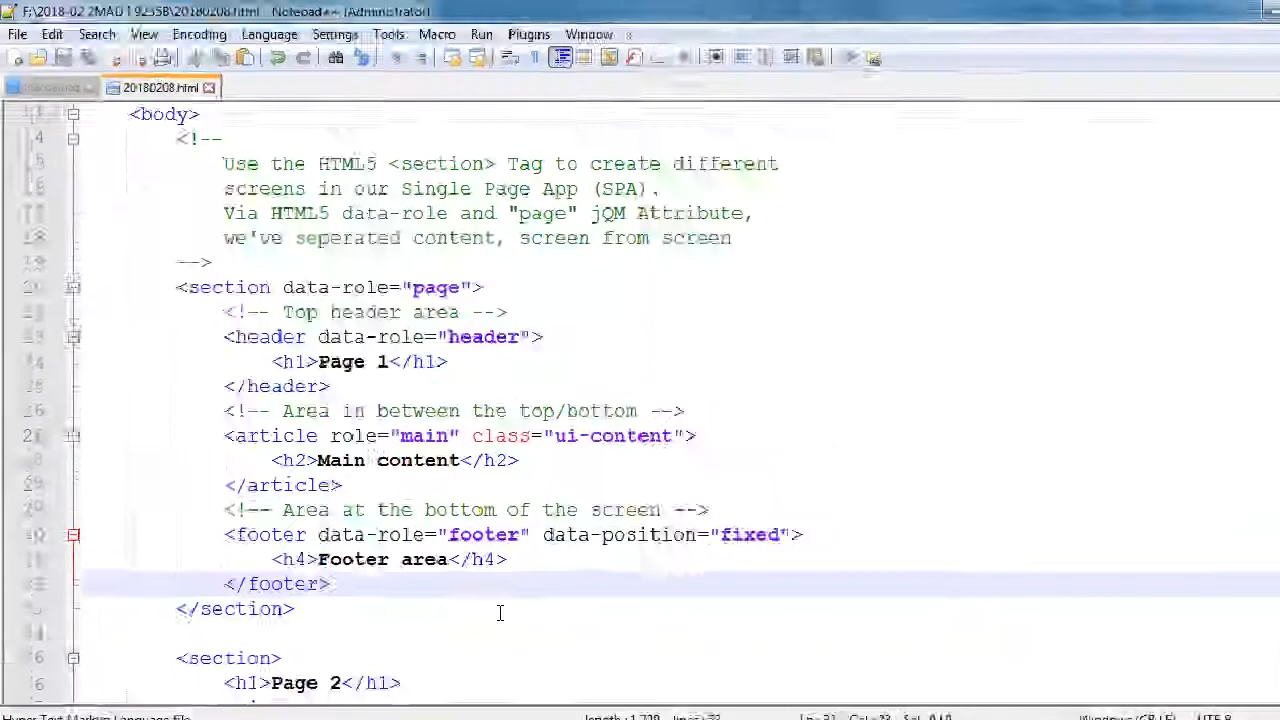 F:\2018-02 2MAD19255B\20180208.html - Notepad++ [Administrator]
File Edit Search View Encoding Language Settings Tools Macro Run Plugins Window
20180208.html
<body>
<!--
Use the HTML5 <section> Tag to create different
screens in our Single Page App (SPA).
Via HTML5 data-role and "page" jQM Attribute,
we've seperated content, screen from screen
-->
<section data-role="page">
<!-- Top header area -->
<header data-role="header">
<h1>Page 1</h1>
</header>
<!-- Area in between the top/bottom -->
<article role="main" class="ui-content">
<h2>Main content</h2>
</article>
<!-- Area at the bottom of the screen -->
<footer data-role="footer" data-position="fixed">
<h4>Footer area</h4>
</footer>
</section>
<section>
<h1>Page 2</h1>